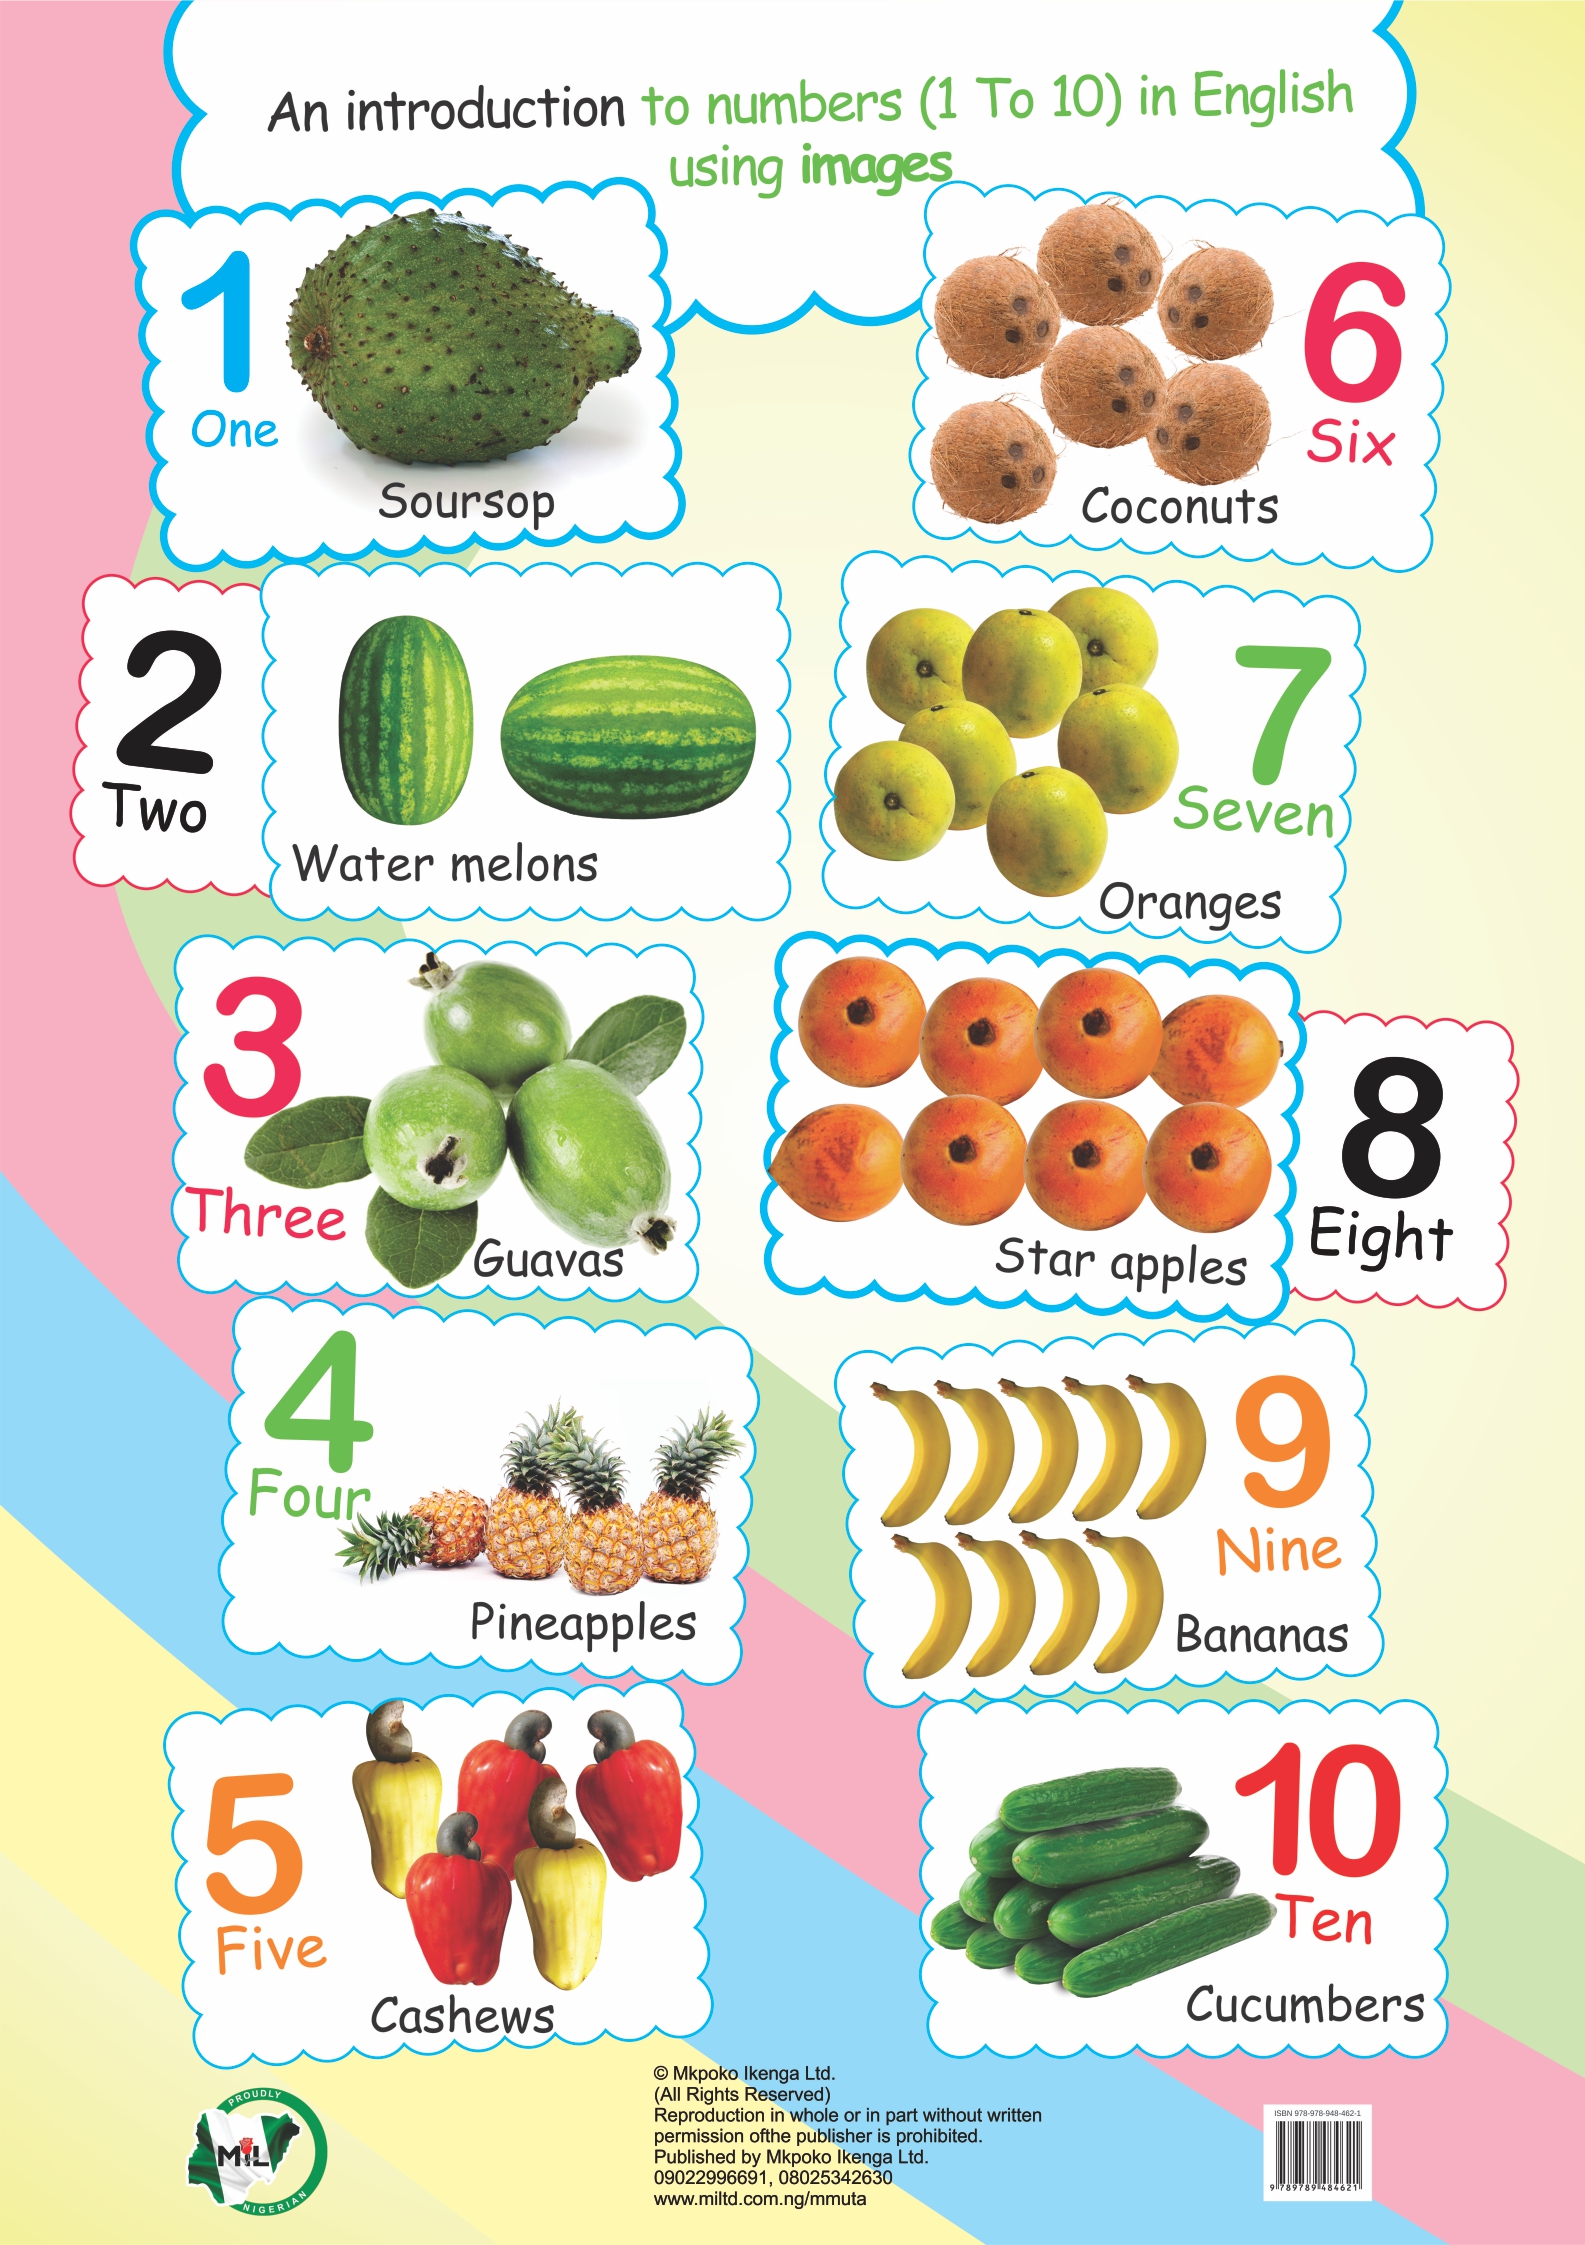 An introduction to numbers (1 To 10) in English
using images
1
One
Soursop
2
Two
Water melons
3
Three
Guavas
4
Four
Pineapples
5
Five
Cashews
6
Six
Coconuts
7
Seven
Oranges
8
Eight
Star apples
9
Nine
Bananas
10
Ten
Cucumbers
PROUDLY
MIL
NIGERIAN
© Mkpoko Ikenga Ltd.
(All Rights Reserved)
Reproduction in whole or in part without written
permission ofthe publisher is prohibited.
Published by Mkpoko Ikenga Ltd.
09022996691, 08025342630
www.miltd.com.ng/mmuta
ISBN 978-978-948-462-1
9 789789 484621